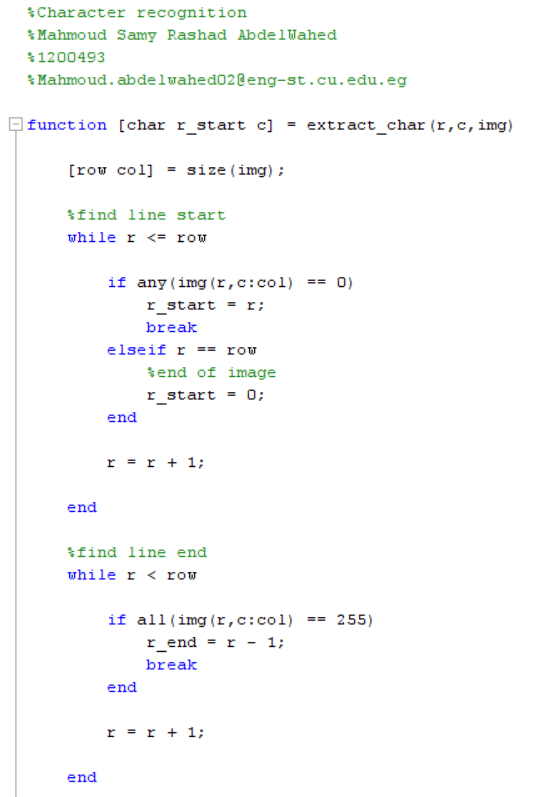 %Character recognition
%Mahmoud Samy Rashad AbdelWahed
%1200493
%Mahmoud.abdelwahed02@eng-st.cu.edu.eg
function [char r_start c] = extract_char(r,c,img)
[row col] = size(img);
%find line start
while r <= row
if any(img(r,c:col) == 0)
r_start = r;
break
elseif r == row
%end of image
r_start = 0;
end
r = r + 1;
end
%find line end
while r < row
if all(img(r,c:col) == 255)
r_end = r - 1;
break
end
r = r + 1;
end